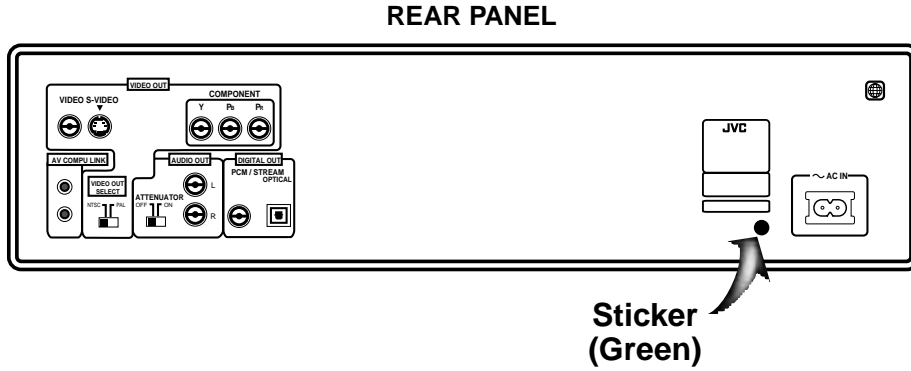 REAR PANEL
VIDEO OUT
VIDEO S-VIDEO
COMPONENT
Y PB PR
AV COMPU LINK
VIDEO OUT
SELECT
NTSC PAL
AUDIO OUT
ATTENUATOR
OFF ON
L
R
DIGITAL OUT
PCM / STREAM
OPTICAL
JVC
~ AC IN
Sticker
(Green)